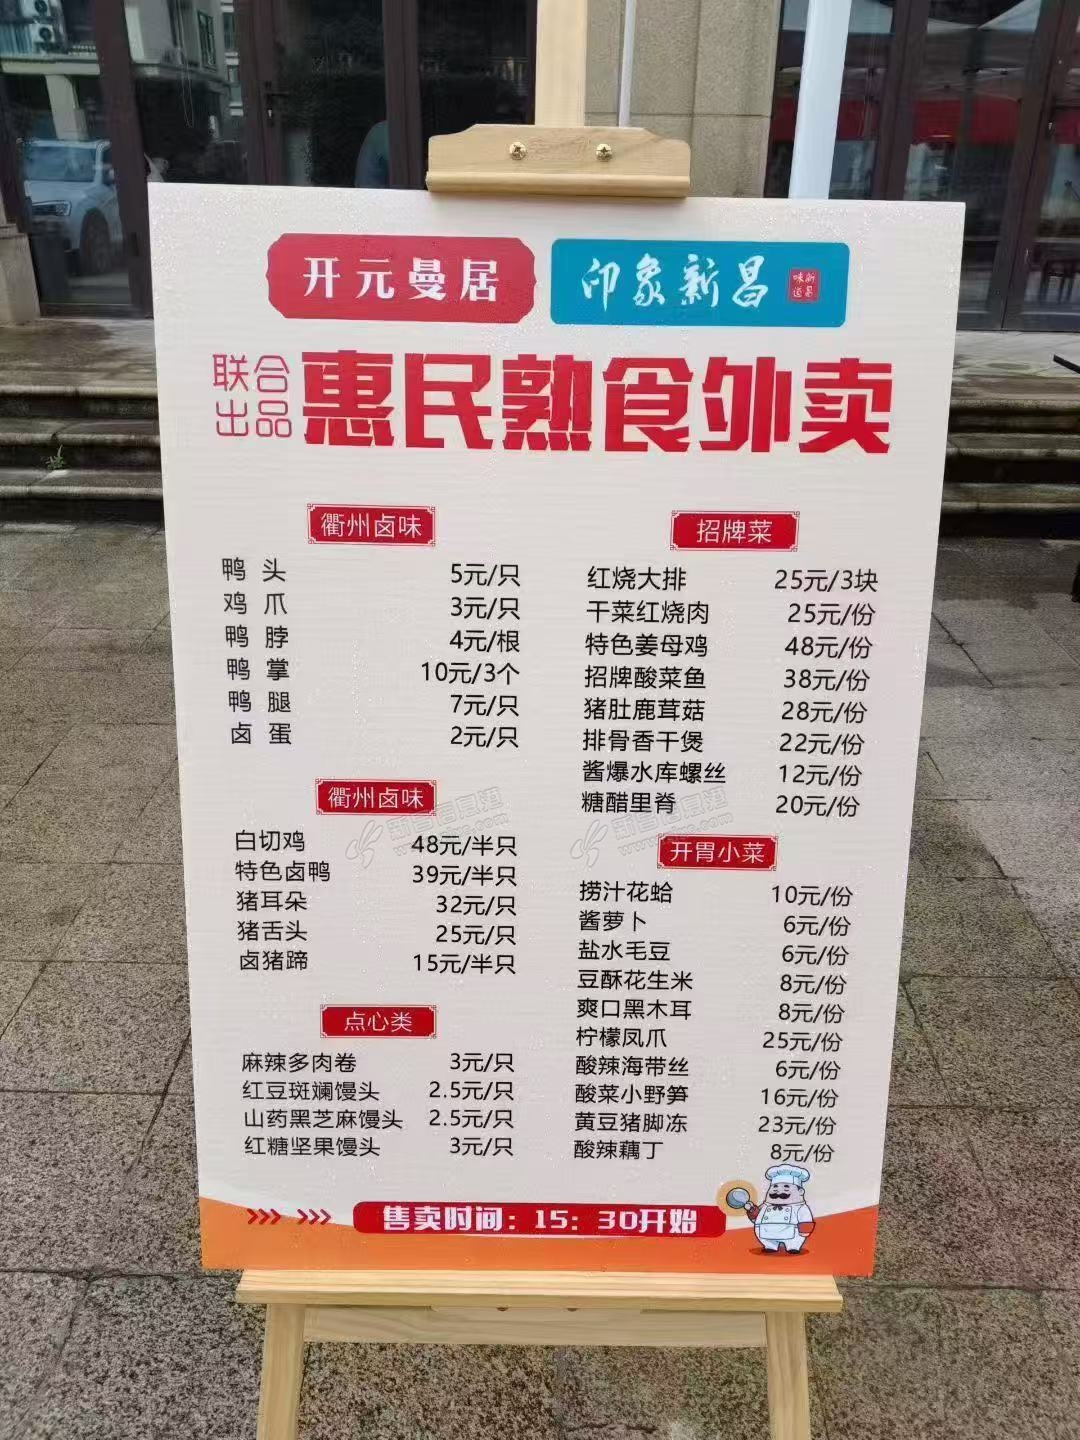 开元曼居
印象新昌
新昌味道
联合出品
惠民熟食外卖
衢州卤味
鸭头 5元/只
鸡爪 3元/只
鸭脖 4元/根
鸭掌 10元/3个
鸭腿 7元/只
卤蛋 2元/只
衢州卤味
白切鸡 48元/半只
特色卤鸭 39元/半只
猪耳朵 32元/只
猪舌头 25元/只
卤猪蹄 15元/半只
点心类
麻辣多肉卷 3元/只
红豆斑斓馒头 2.5元/只
山药黑芝麻馒头 2.5元/只
红糖坚果馒头 3元/只
招牌菜
红烧大排 25元/3块
干菜红烧肉 25元/份
特色姜母鸡 48元/份
招牌酸菜鱼 38元/份
猪肚鹿茸菇 28元/份
排骨香干煲 22元/份
酱爆水库螺丝 12元/份
糖醋里脊 20元/份
开胃小菜
捞汁花蛤 10元/份
酱萝卜 6元/份
盐水毛豆 6元/份
豆酥花生米 8元/份
爽口黑木耳 8元/份
柠檬凤爪 25元/份
酸辣海带丝 6元/份
酸菜小野笋 16元/份
黄豆猪脚冻 23元/份
酸辣藕丁 8元/份
售卖时间：15：30开始